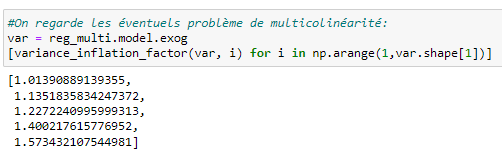 #On regarde les éventuels problème de multicolinéarité:
var = reg_multi.model.exog
[variance_inflation_factor(var, i) for i in np.arange(1,var.shape[1])]
[1.01390889139355,
1.1351835834247372,
1.2272240995999313,
1.400217615776952,
1.573432107544981]